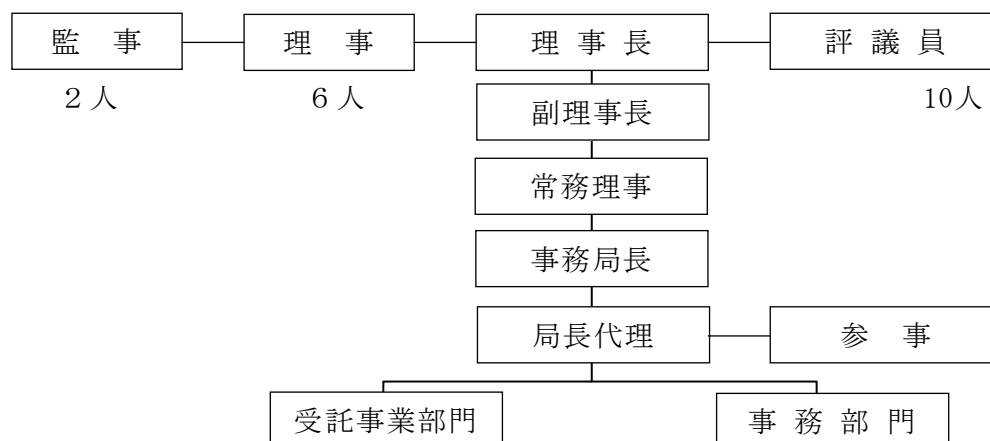 監　事　理　事　理 事 長　評 議 員
２人　６人　10人
副理事長
常務理事
事務局長
局長代理　参　事
受託事業部門　事 務 部 門